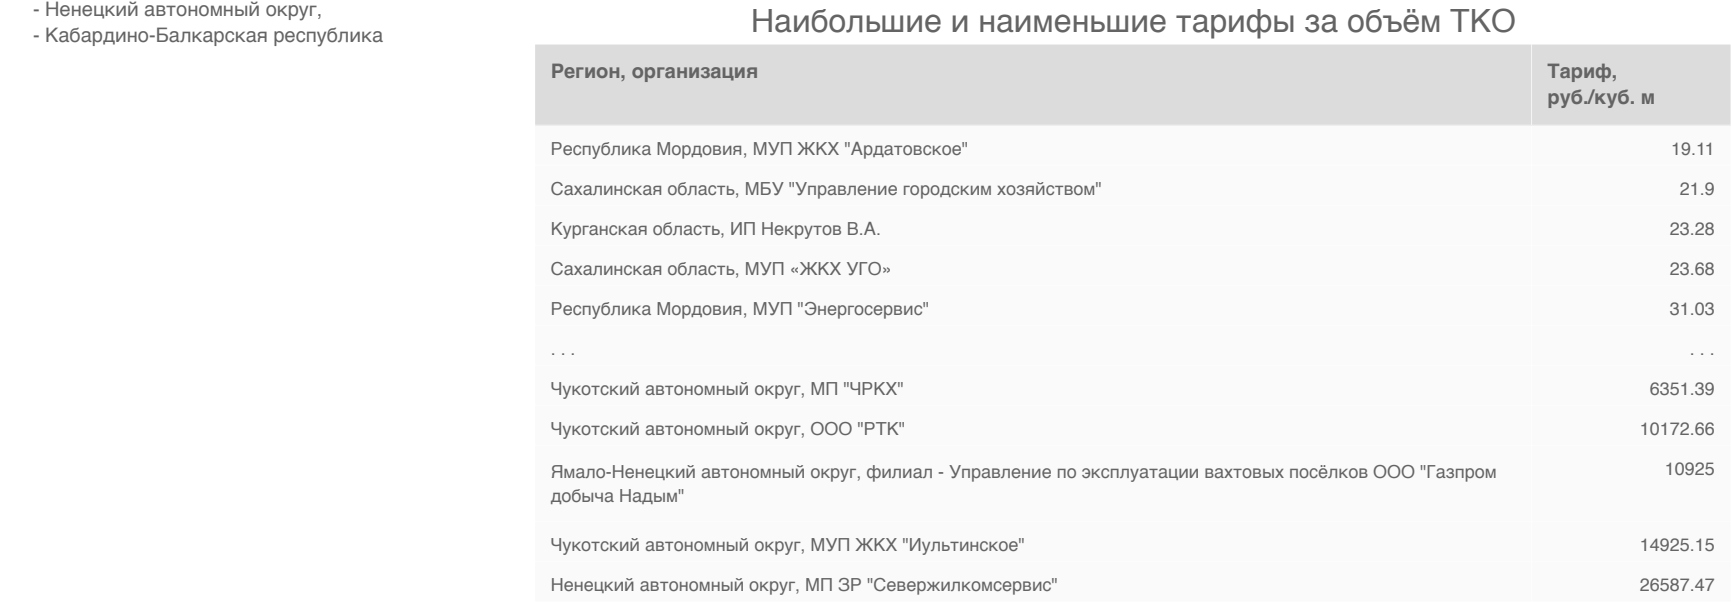 - Ненецкий автономный округ,
- Кабардино-Балкарская республика
Наибольшие и наименьшие тарифы за объём ТКО
Регион, организация
Тариф,
руб./куб. м
Республика Мордовия, МУП ЖКХ "Ардатовское" 19.11
Сахалинская область, МБУ "Управление городским хозяйством" 21.9
Курганская область, ИП Некрутов В.А. 23.28
Сахалинская область, МУП «ЖКХ УГО» 23.68
Республика Мордовия, МУП "Энергосервис" 31.03
. . . . . .
Чукотский автономный округ, МП "ЧРКХ" 6351.39
Чукотский автономный округ, ООО "РТК" 10172.66
Ямало-Ненецкий автономный округ, филиал - Управление по эксплуатации вахтовых посёлков ООО "Газпром 10925
добыча Надым"
Чукотский автономный округ, МУП ЖКХ "Иультинское" 14925.15
Ненецкий автономный округ, МП ЗР "Севержилкомсервис" 26587.47